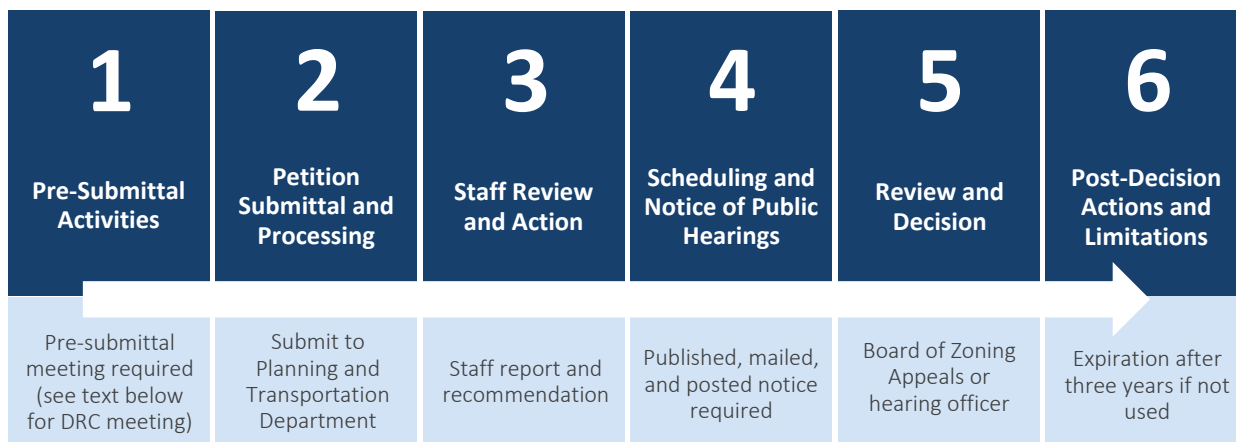 1
Pre-Submittal
Activities
Pre-submittal
meeting required
(see text below
for DRC meeting)
2
Petition
Submittal and
Processing
Submit to
Planning and
Transportation
Department
3
Staff Review
and Action
Staff report and
recommendation
4
Scheduling and
Notice of Public
Hearings
Published, mailed,
and posted notice
required
5
Review and
Decision
Board of Zoning
Appeals or
hearing officer
6
Post-Decision
Actions and
Limitations
Expiration after
three years if not
used